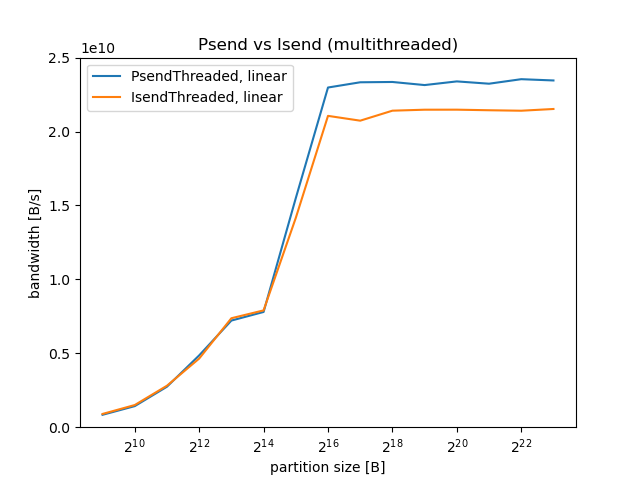 Psend vs Isend (multithreaded)
1e10
PsendThreaded, linear
IsendThreaded, linear
2.5
2.0
1.5
1.0
0.5
0.0
bandwidth [B/s]
2^10 2^12 2^14 2^16 2^18 2^20 2^22
partition size [B]